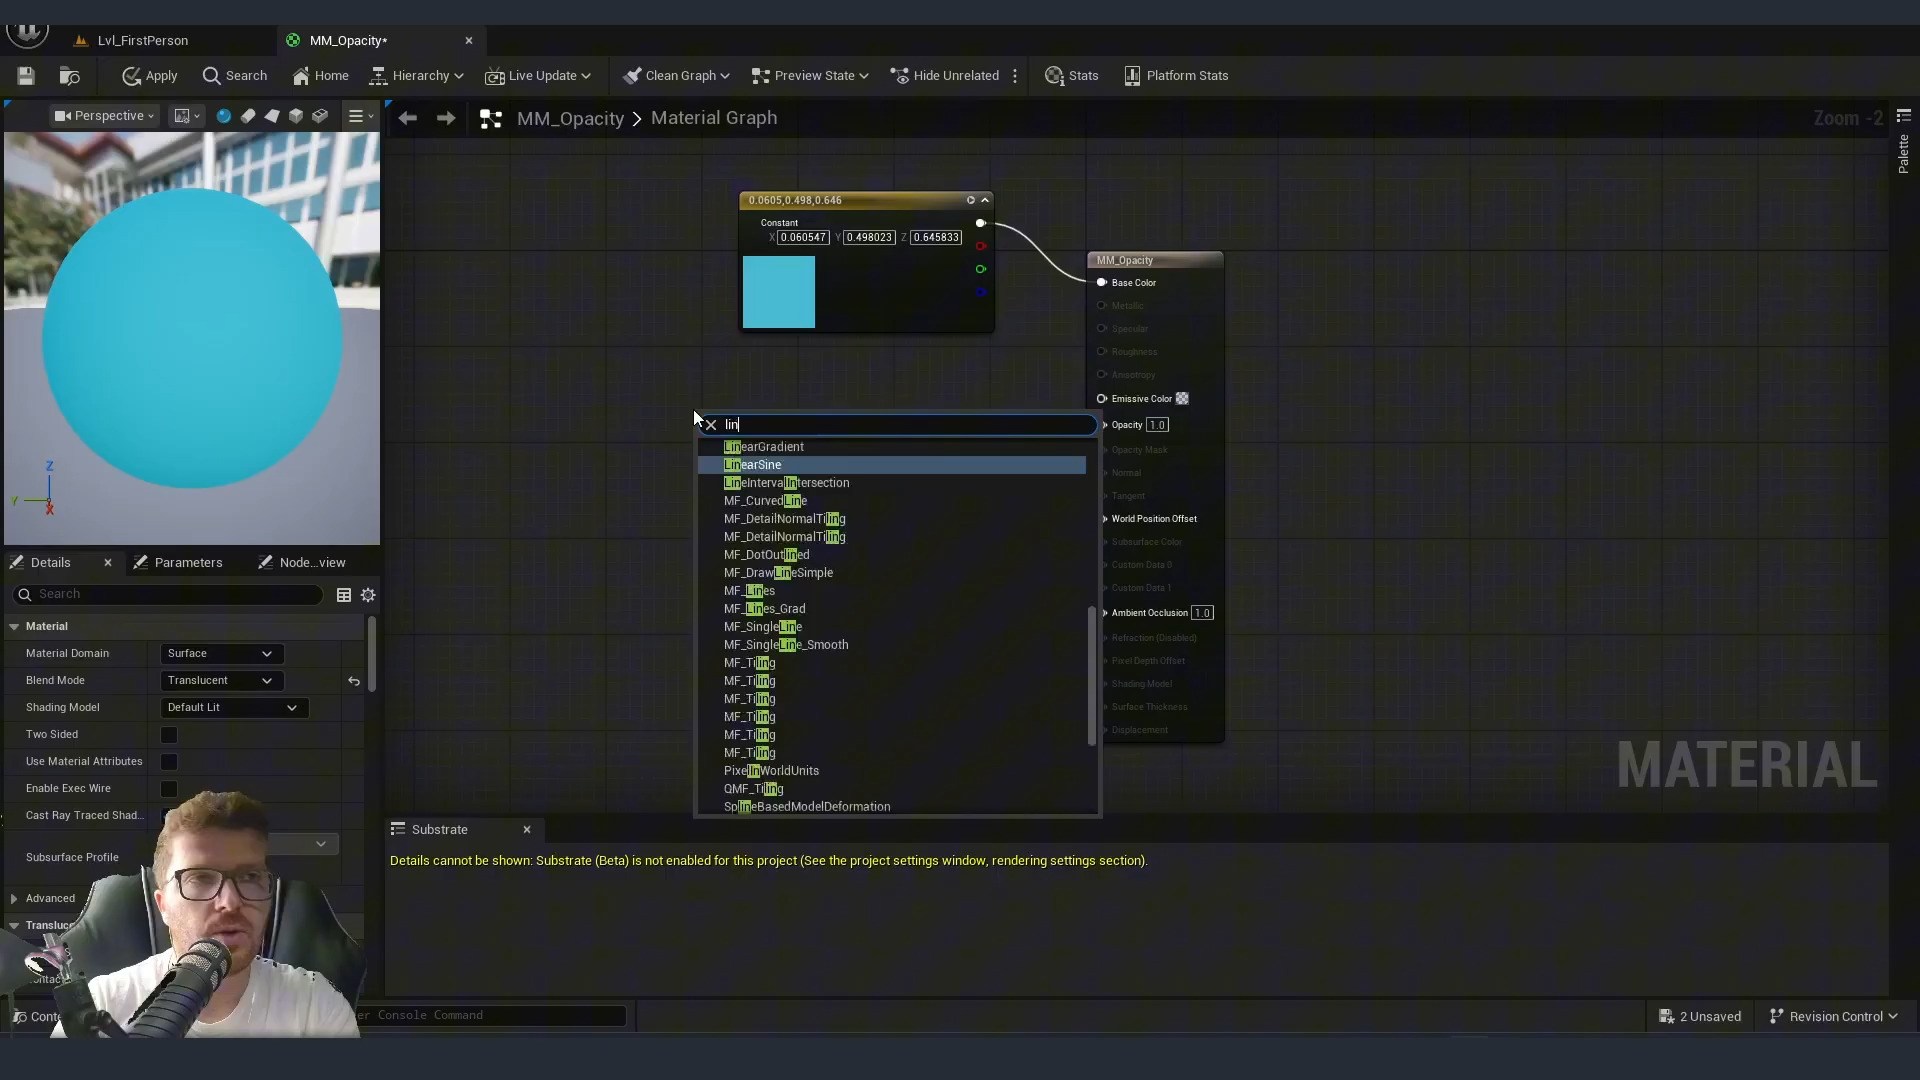 Lvl_FirstPerson
MM_Opacity*
Apply
Search
Home
Hierarchy
Live Update
Clean Graph
Preview State
Hide Unrelated
Stats
Platform Stats
Perspective
MM_Opacity > Material Graph
Zoom -2
Palette
0.0605,0.498,0.646
Constant
X 0.060547 Y 0.498023 Z 0.645833
MM_Opacity
Base Color
Metallic
Specular
Roughness
Anisotropy
Emissive Color
Opacity 1.0
Opacity Mask
Normal
Tangent
World Position Offset
Subsurface Color
Custom Data 0
Custom Data 1
Ambient Occlusion 1.0
Refraction (Disabled)
Pixel Depth Offset
Shading Model
Surface Thickness
Displacement
lin
LinearGradient
LinearSine
LineIntervalIntersection
MF_CurvedLine
MF_DetailNormalTiling
MF_DetailNormalTiling
MF_DotOutlined
MF_DrawLineSimple
MF_Lines
MF_Lines_Grad
MF_SingleLine
MF_SingleLine_Smooth
MF_Tiling
MF_Tiling
MF_Tiling
MF_Tiling
MF_Tiling
MF_Tiling
PixelInWorldUnits
QMF_Tiling
SplineBasedModelDeformation
MATERIAL
Z
Y
X
Details
Parameters
Node...view
Search
Material
Material Domain Surface
Blend Mode Translucent
Shading Model Default Lit
Two Sided
Use Material Attributes
Enable Exec Wire
Cast Ray Traced Shad...
Subsurface Profile
Advanced
Substrate
Details cannot be shown: Substrate (Beta) is not enabled for this project (See the project settings window, rendering settings section).
Console Command
2 Unsaved
Revision Control